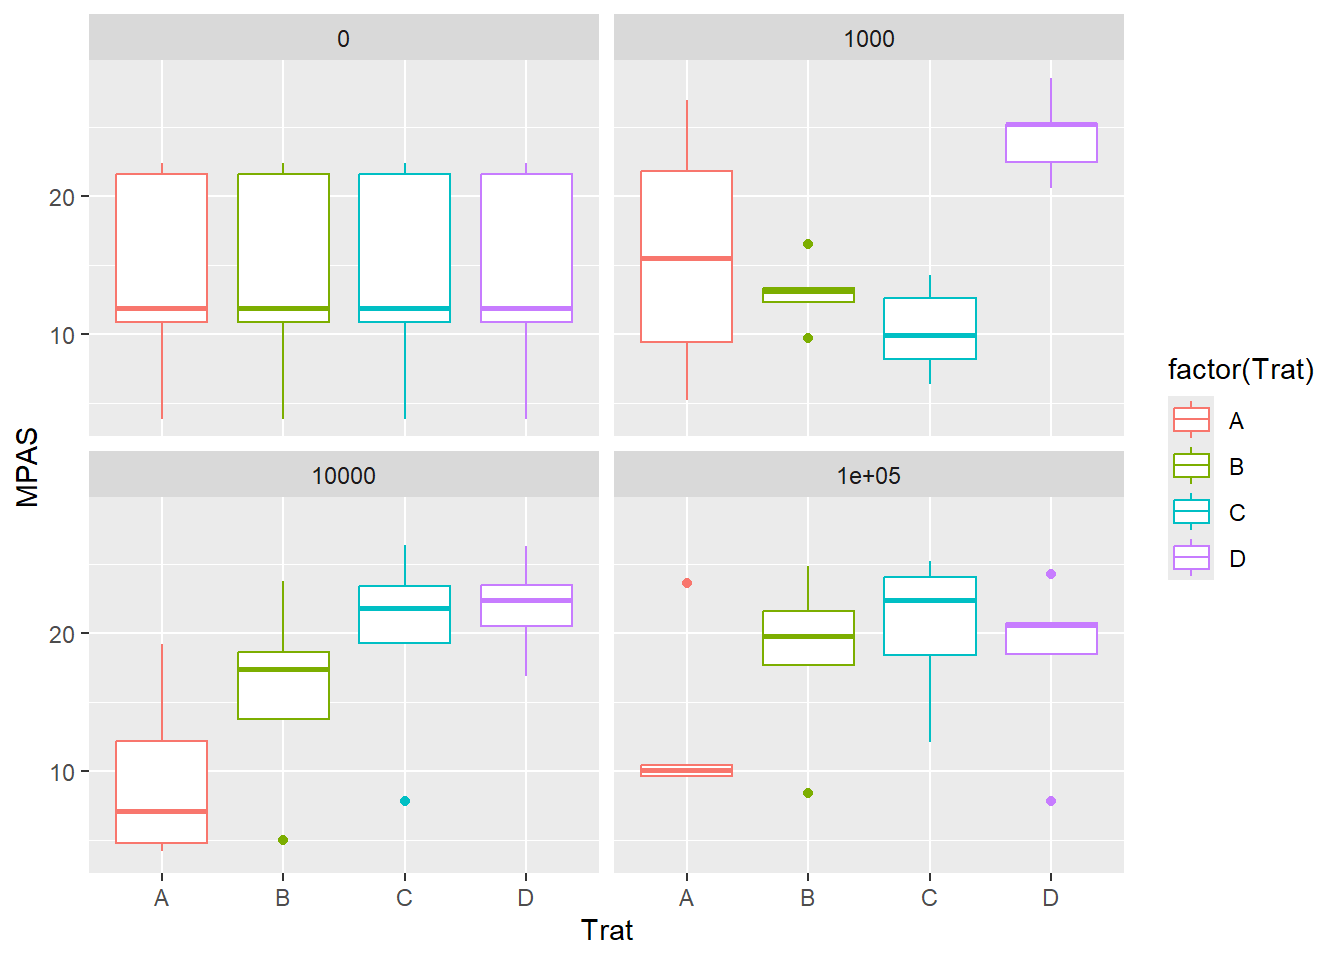 0
1000
20
10
10000
1e+05
20
10
MPAS
A B C D
A B C D
Trat
factor(Trat)
A
B
C
D